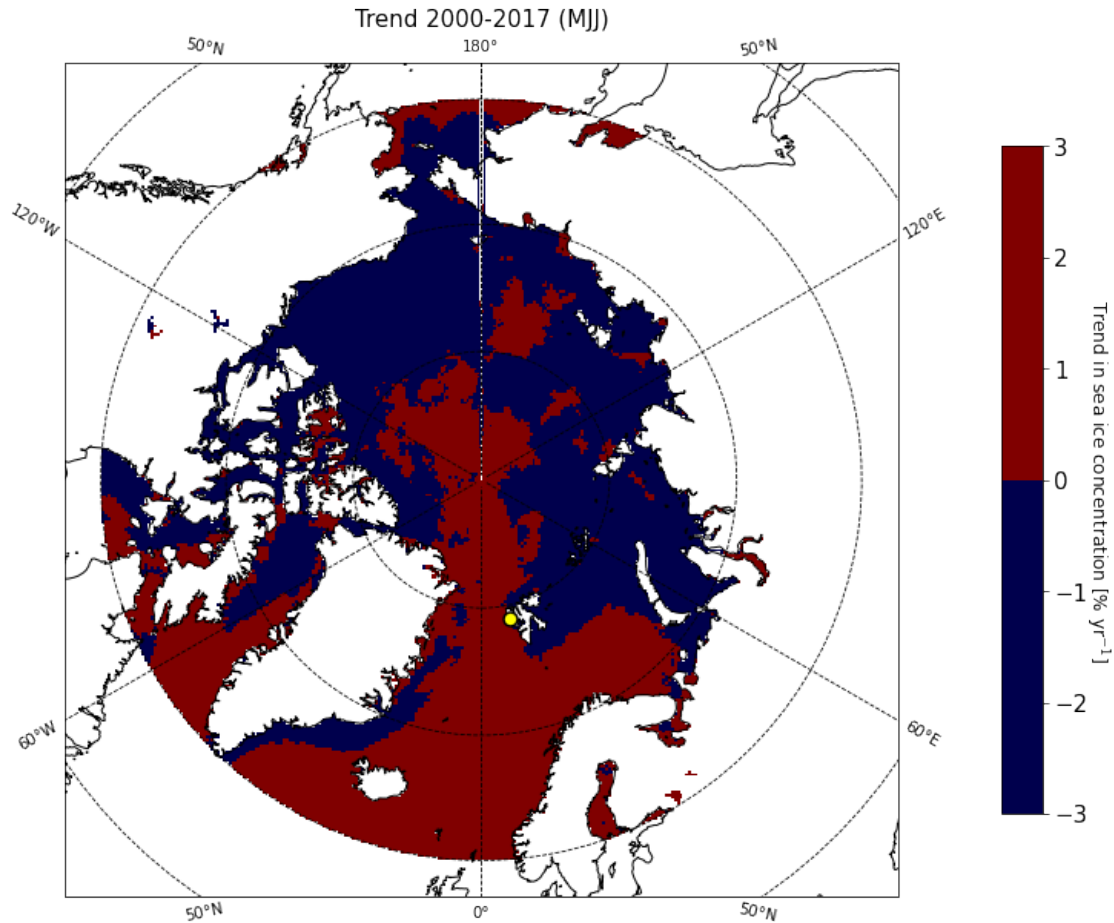 Trend 2000-2017 (MJJ)
50°N
180°
50°N
120°W
120°E
60°W
60°E
50°N
0°
50°N
3
2
1
0
−1
−2
−3
Trend in sea ice concentration [% yr⁻¹]